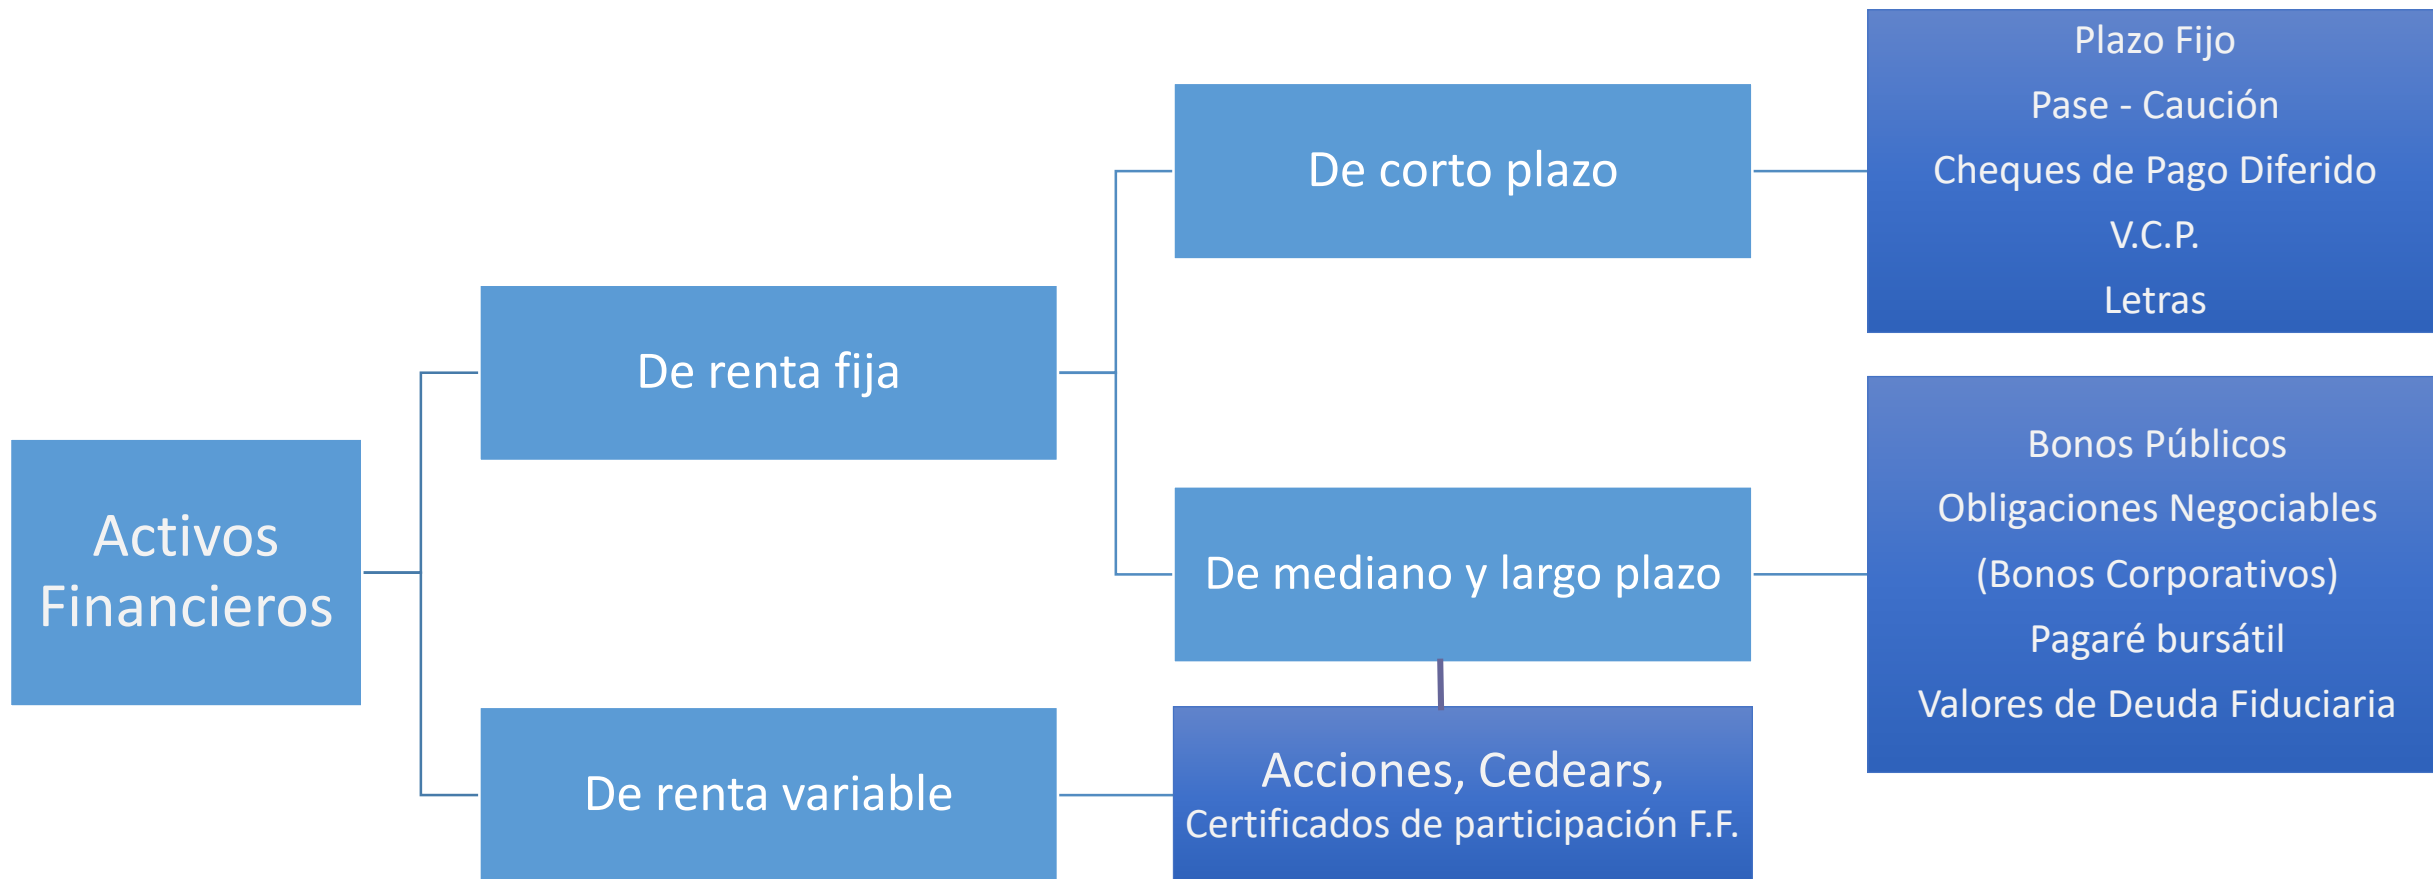 Activos
Financieros
De renta fija
De renta variable
De corto plazo
De mediano y largo plazo
Acciones, Cedears,
Certificados de participación F.F.
Plazo Fijo
Pase - Caución
Cheques de Pago Diferido
V.C.P.
Letras
Bonos Públicos
Obligaciones Negociables
(Bonos Corporativos)
Pagaré bursátil
Valores de Deuda Fiduciaria